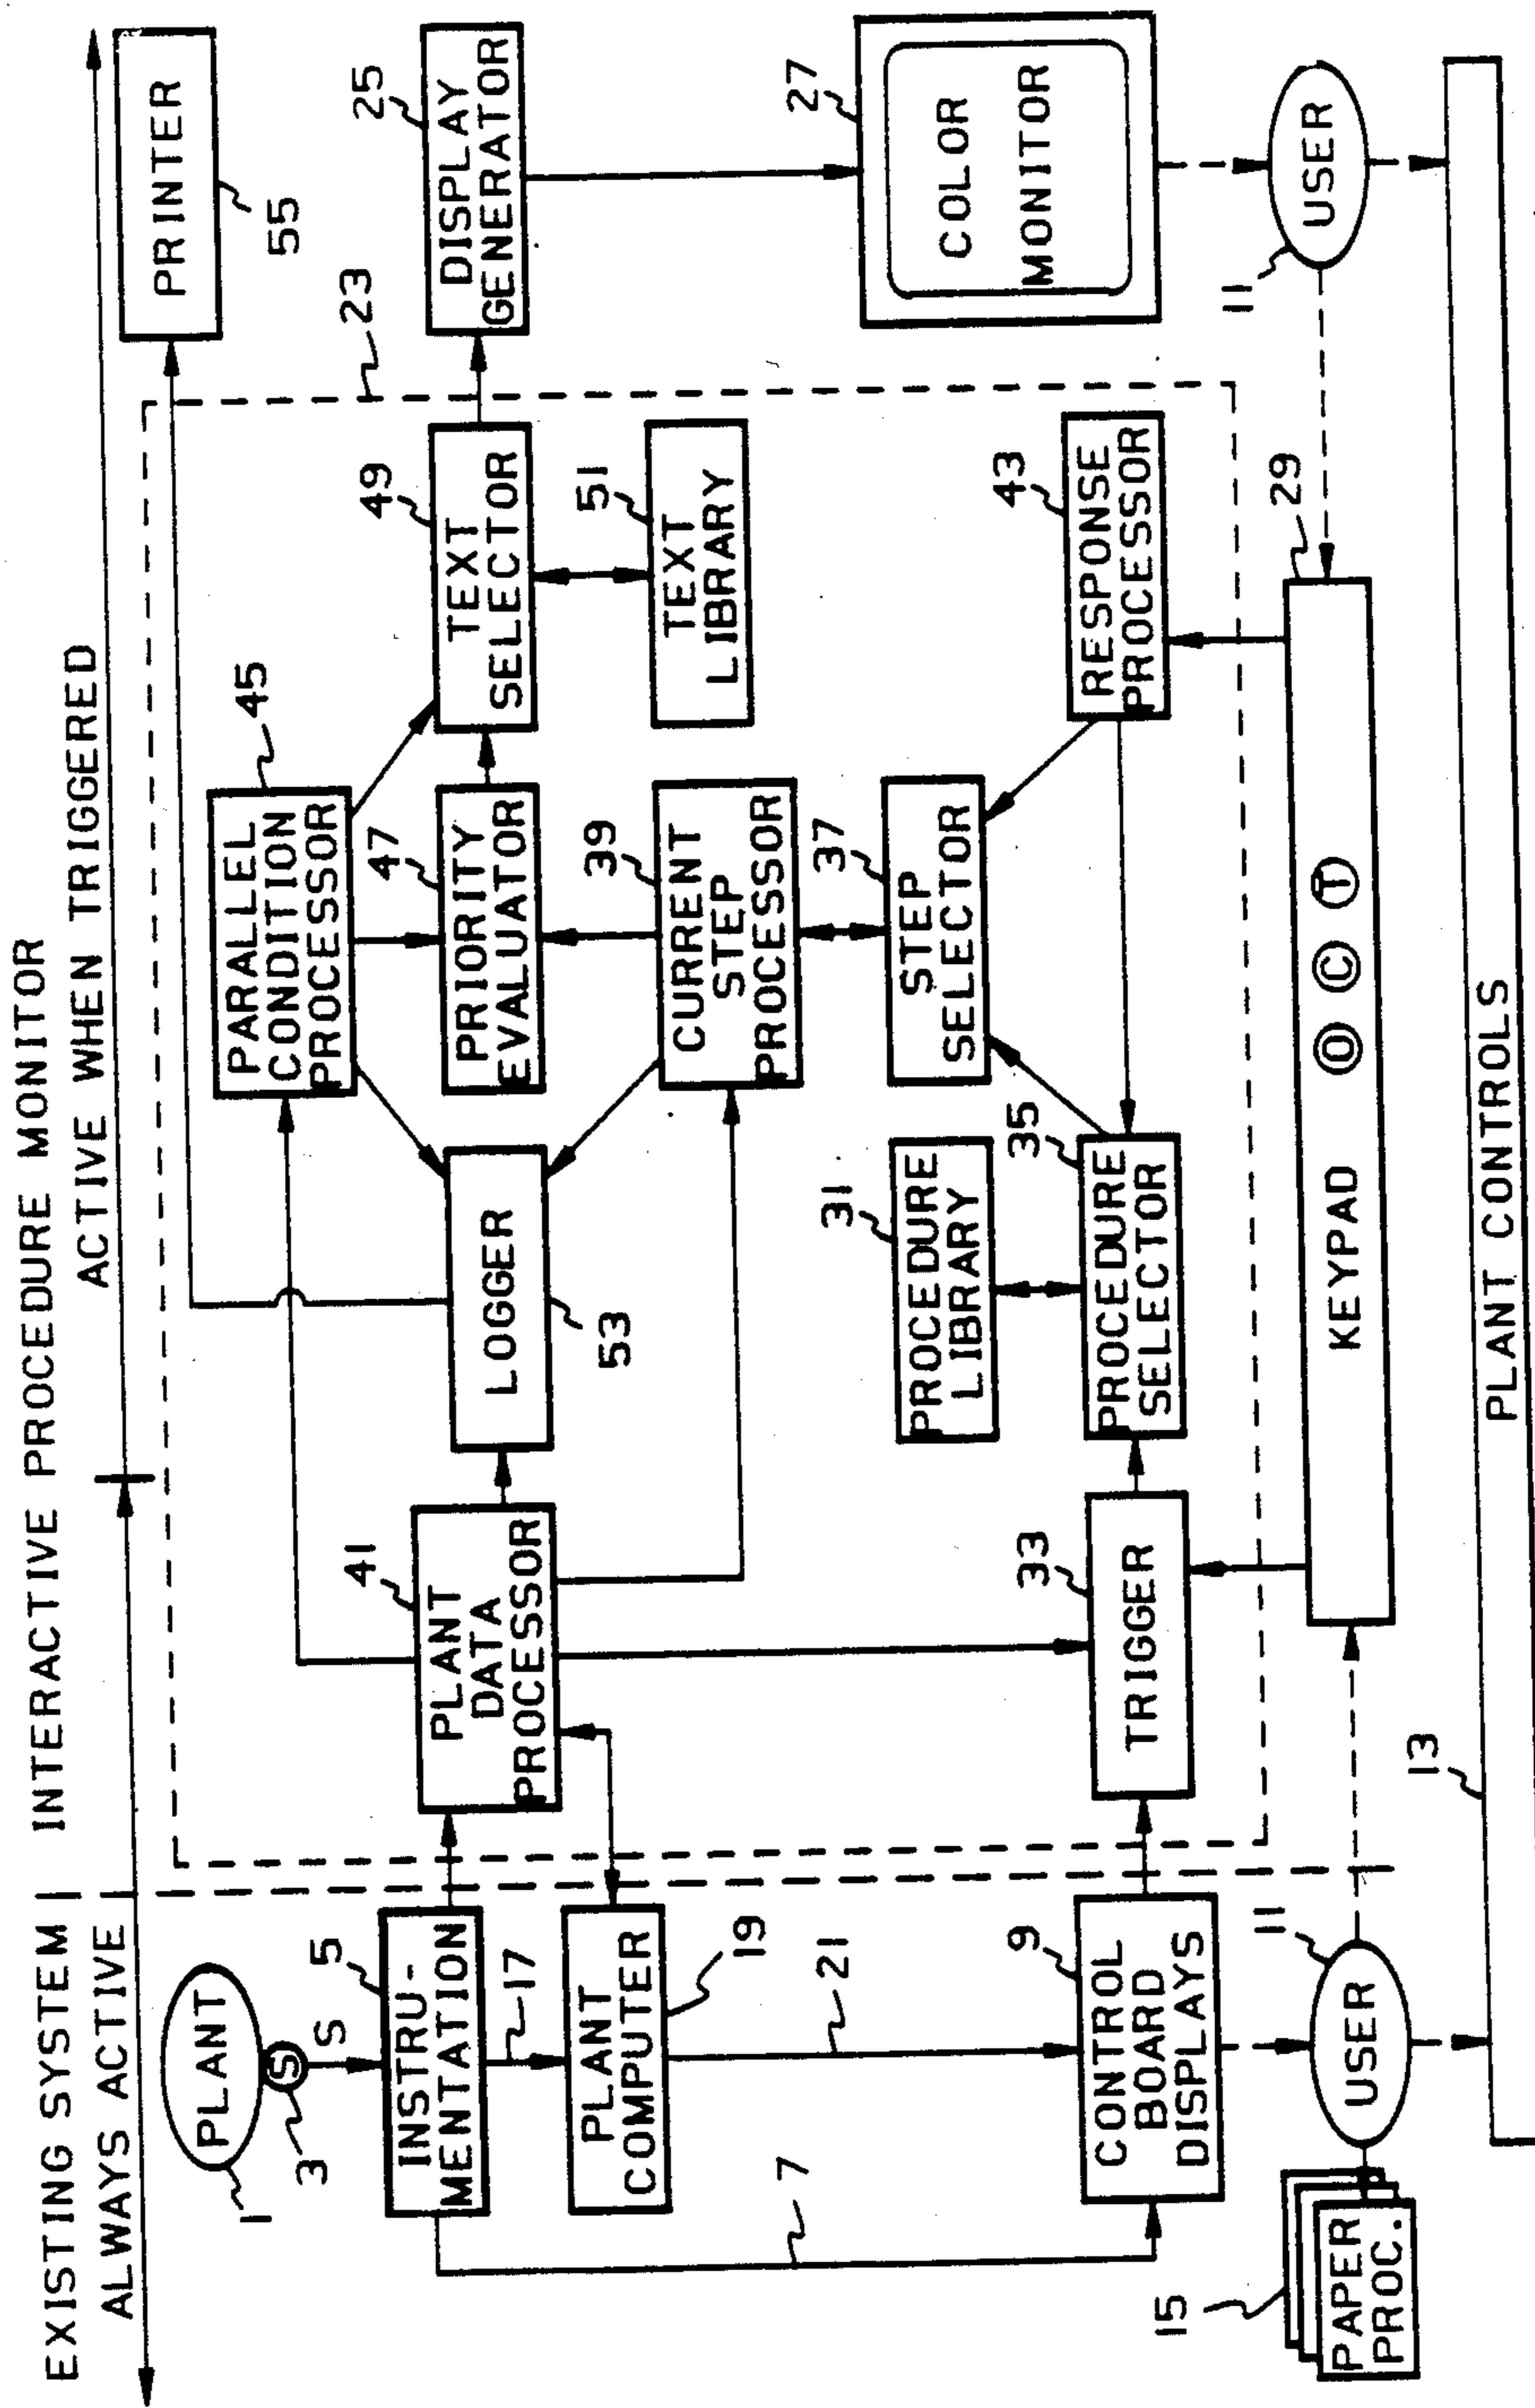 EXISTING SYSTEM | INTERACTIVE PROCEDURE MONITOR
ALWAYS ACTIVE
ACTIVE WHEN TRIGGERED
PLANT
1
S
3
S
5
INSTRU-
MENTATION
17
PLANT
COMPUTER
19
21
7
9
CONTROL
BOARD
DISPLAYS
11
USER
15
PAPER
PROC.
41
PLANT
DATA
PROCESSOR
33
TRIGGER
LOGGER
53
31
PROCEDURE
LIBRARY
35
PROCEDURE
SELECTOR
45
PARALLEL
CONDITION
PROCESSOR
47
PRIORITY
EVALUATOR
39
CURRENT
STEP
PROCESSOR
37
STEP
SELECTOR
49
TEXT
SELECTOR
51
TEXT
LIBRARY
43
RESPONSE
PROCESSOR
23
PRINTER
55
25
DISPLAY
GENERATOR
27
COLOR
MONITOR
11
USER
29
KEYPAD O C T
13
PLANT CONTROLS